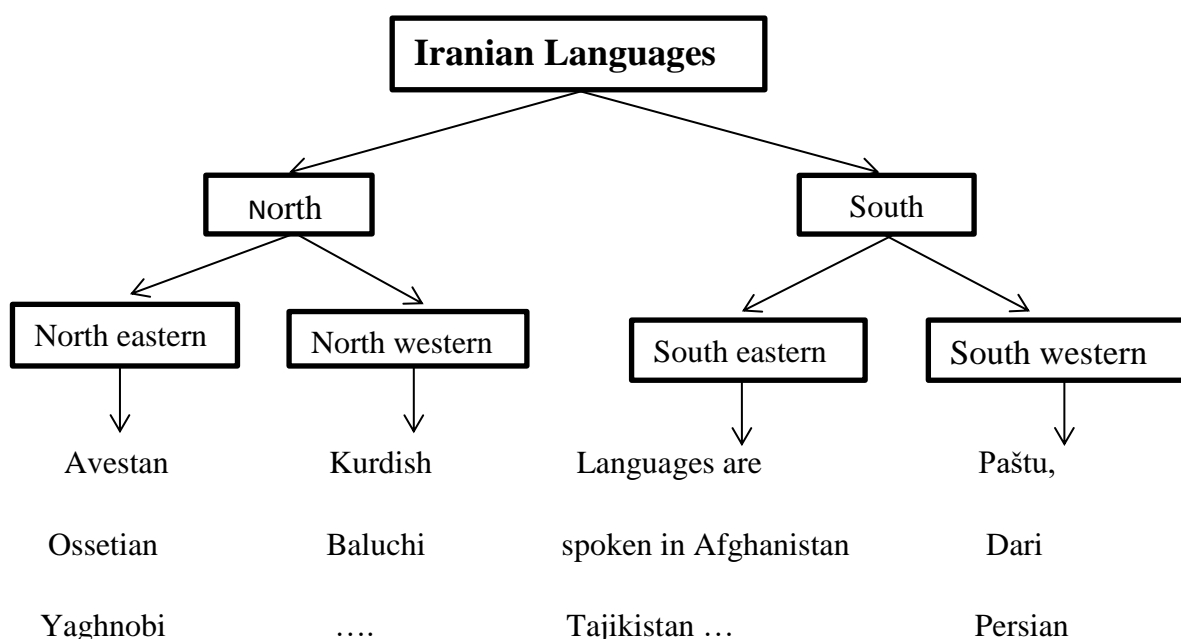 Iranian Languages
North
South
North eastern
North western
South eastern
South western
Avestan
Kurdish
Languages are
Paštu,
Ossetian
Baluchi
spoken in Afghanistan
Dari
Yaghnobi
….
Tajikistan …
Persian